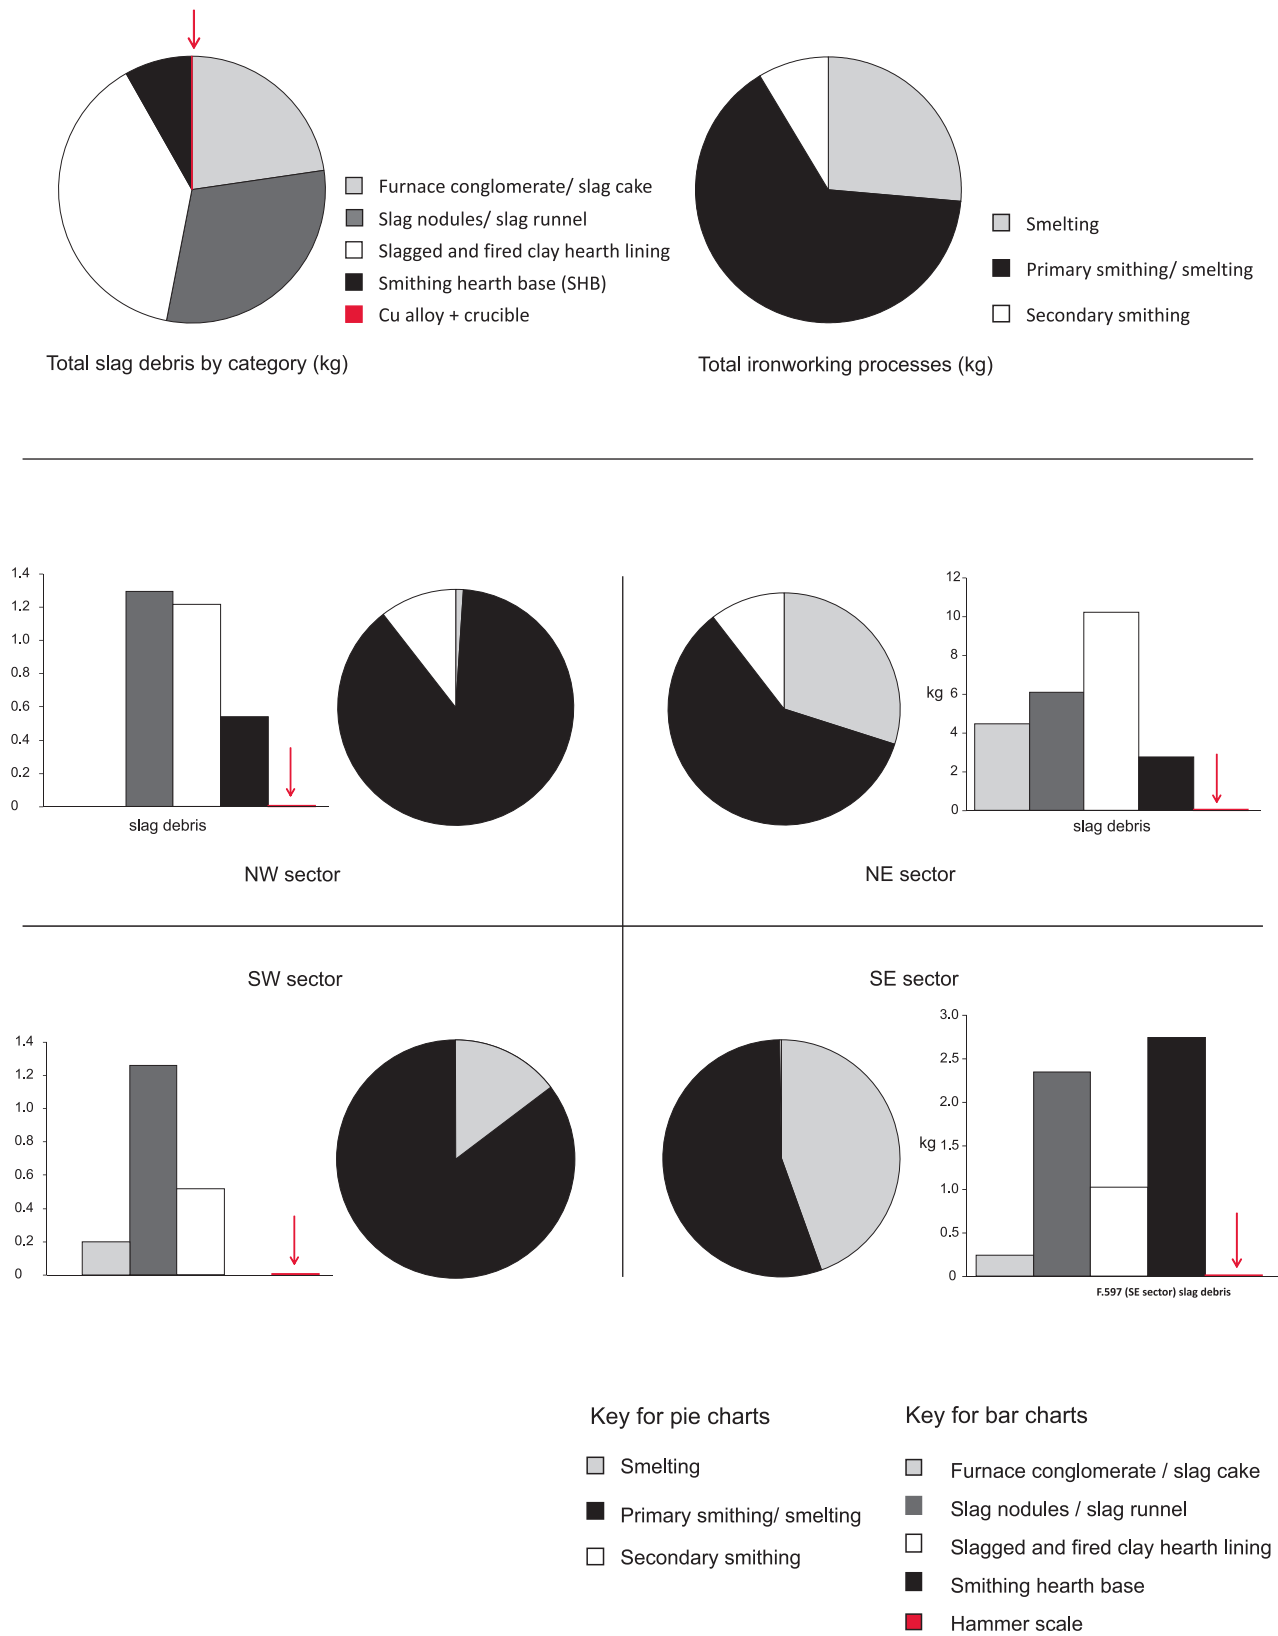 Furnace conglomerate/ slag cake
Slag nodules/ slag runnel
Slagged and fired clay hearth lining
Smithing hearth base (SHB)
Cu alloy + crucible
Total slag debris by category (kg)
Smelting
Primary smithing/ smelting
Secondary smithing
Total ironworking processes (kg)
1.4
1.2
1.0
0.8
0.6
0.4
0.2
0
slag debris
NW sector
12
10
8
kg 6
4
2
0
slag debris
NE sector
SW sector
1.4
1.2
1.0
0.8
0.6
0.4
0.2
0
SE sector
3.0
2.5
2.0
kg 1.5
1.0
0.5
0
F.597 (SE sector) slag debris
Key for pie charts
Smelting
Primary smithing/ smelting
Secondary smithing
Key for bar charts
Furnace conglomerate / slag cake
Slag nodules / slag runnel
Slagged and fired clay hearth lining
Smithing hearth base
Hammer scale